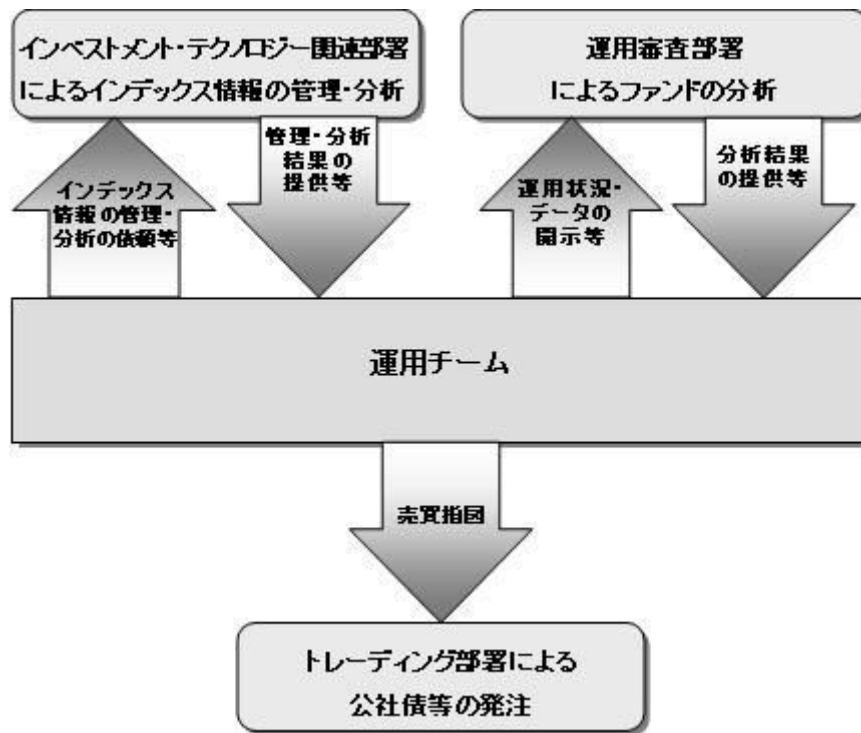 インベストメント・テクノロジー関連部署
によるインデックス情報の管理・分析
運用審査部署
によるファンドの分析
インデックス
情報の管理・
分析の依頼等
管理・分析
結果の
提供等
運用状況・
データの
開示等
分析結果
の提供等
運用チーム
売買指図
トレーディング部署による
公社債等の発注